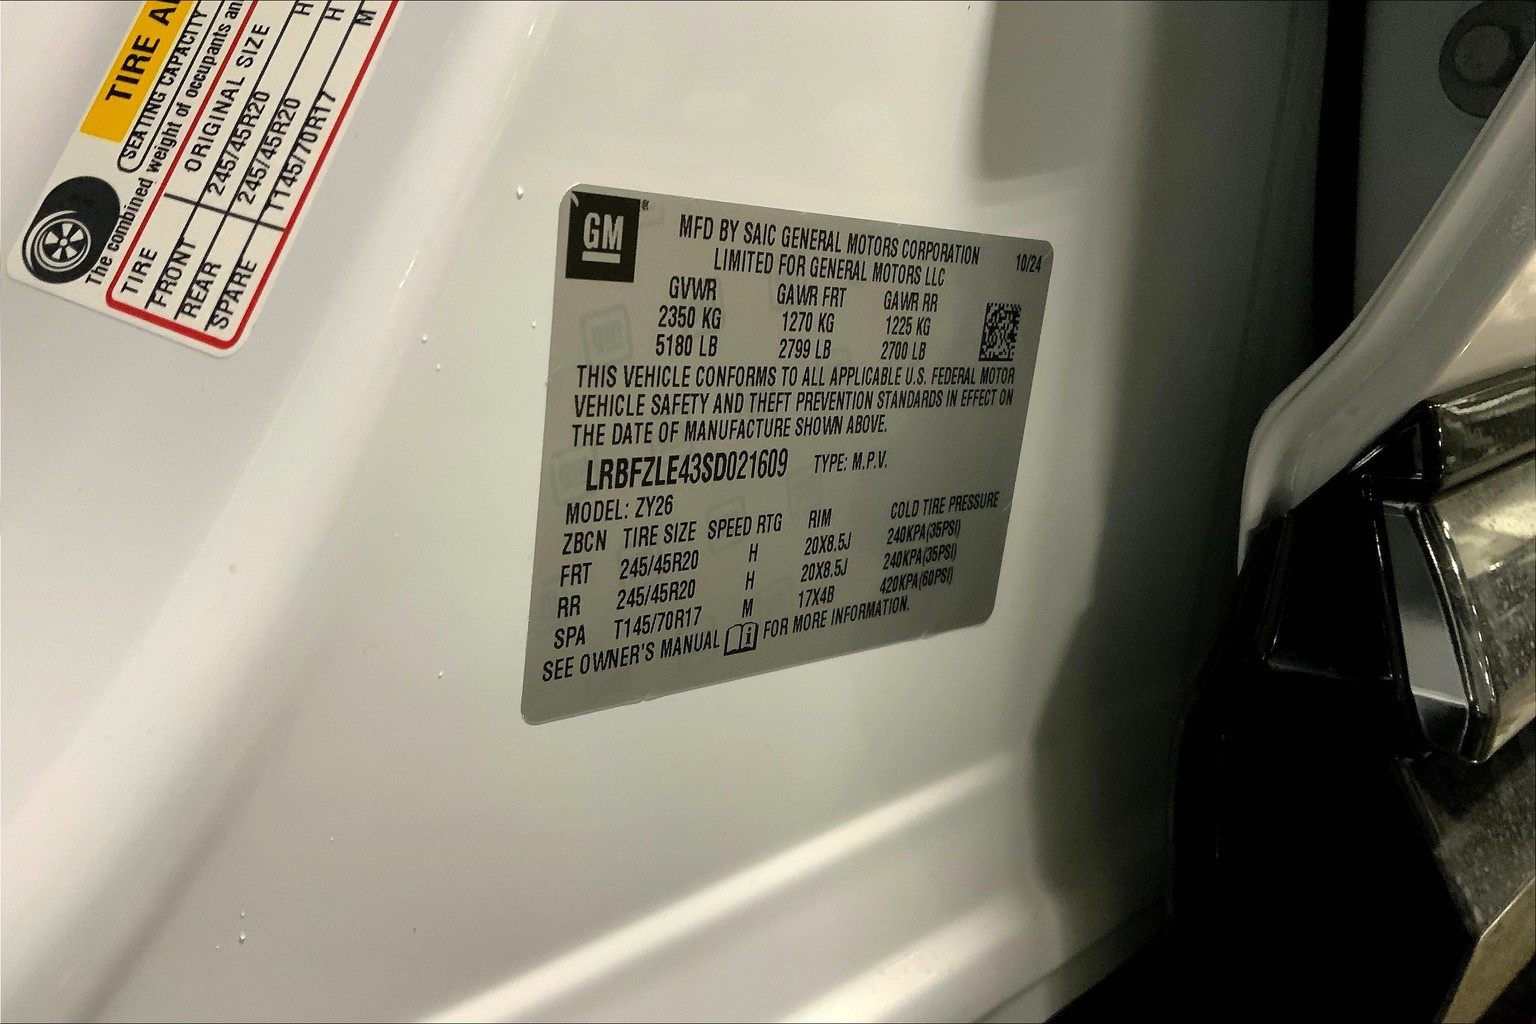 TIRE
SEATING CAPACITY
The combined weight of occupants
TIRE ORIGINAL SIZE
FRONT 245/45R20 H
REAR 245/45R20 H
SPARE T145/70R17 M
GM®
MFD BY SAIC GENERAL MOTORS CORPORATION
LIMITED FOR GENERAL MOTORS LLC
10/24
GVWR GAWR FRT GAWR RR
2350 KG 1270 KG 1225 KG
5180 LB 2799 LB 2700 LB
THIS VEHICLE CONFORMS TO ALL APPLICABLE U.S. FEDERAL MOTOR
VEHICLE SAFETY AND THEFT PREVENTION STANDARDS IN EFFECT ON
THE DATE OF MANUFACTURE SHOWN ABOVE.
LRBFZLE43SD021609 TYPE: M.P.V.
MODEL: ZY26
ZBCN TIRE SIZE SPEED RTG RIM COLD TIRE PRESSURE
FRT 245/45R20 H 20X8.5J 240KPA(35PSI)
RR 245/45R20 H 20X8.5J 240KPA(35PSI)
SPA T145/70R17 M 17X4B 420KPA(60PSI)
SEE OWNER'S MANUAL FOR MORE INFORMATION.